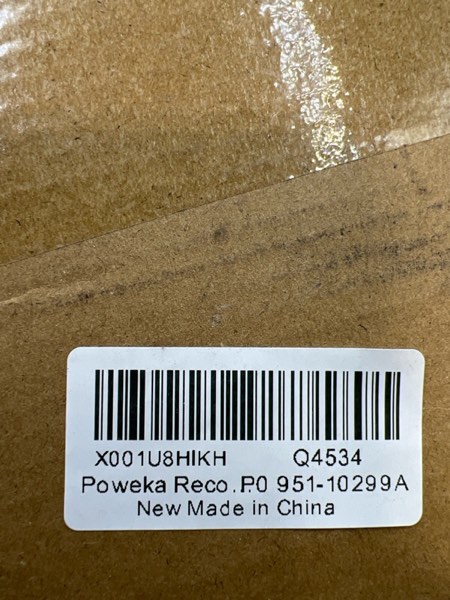 X001U8HIKH Q4534
Poweka Reco..P0 951-10299A
New Made in China